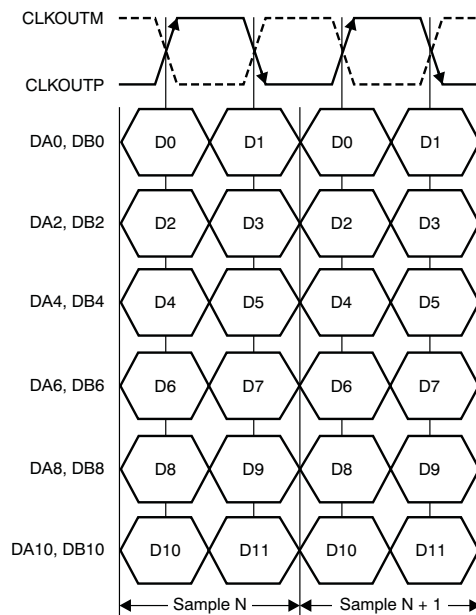 CLKOUTM
CLKOUTP
DA0, DB0 D0 D1 D0 D1
DA2, DB2 D2 D3 D2 D3
DA4, DB4 D4 D5 D4 D5
DA6, DB6 D6 D7 D6 D7
DA8, DB8 D8 D9 D8 D9
DA10, DB10 D10 D11 D10 D11
Sample N Sample N + 1